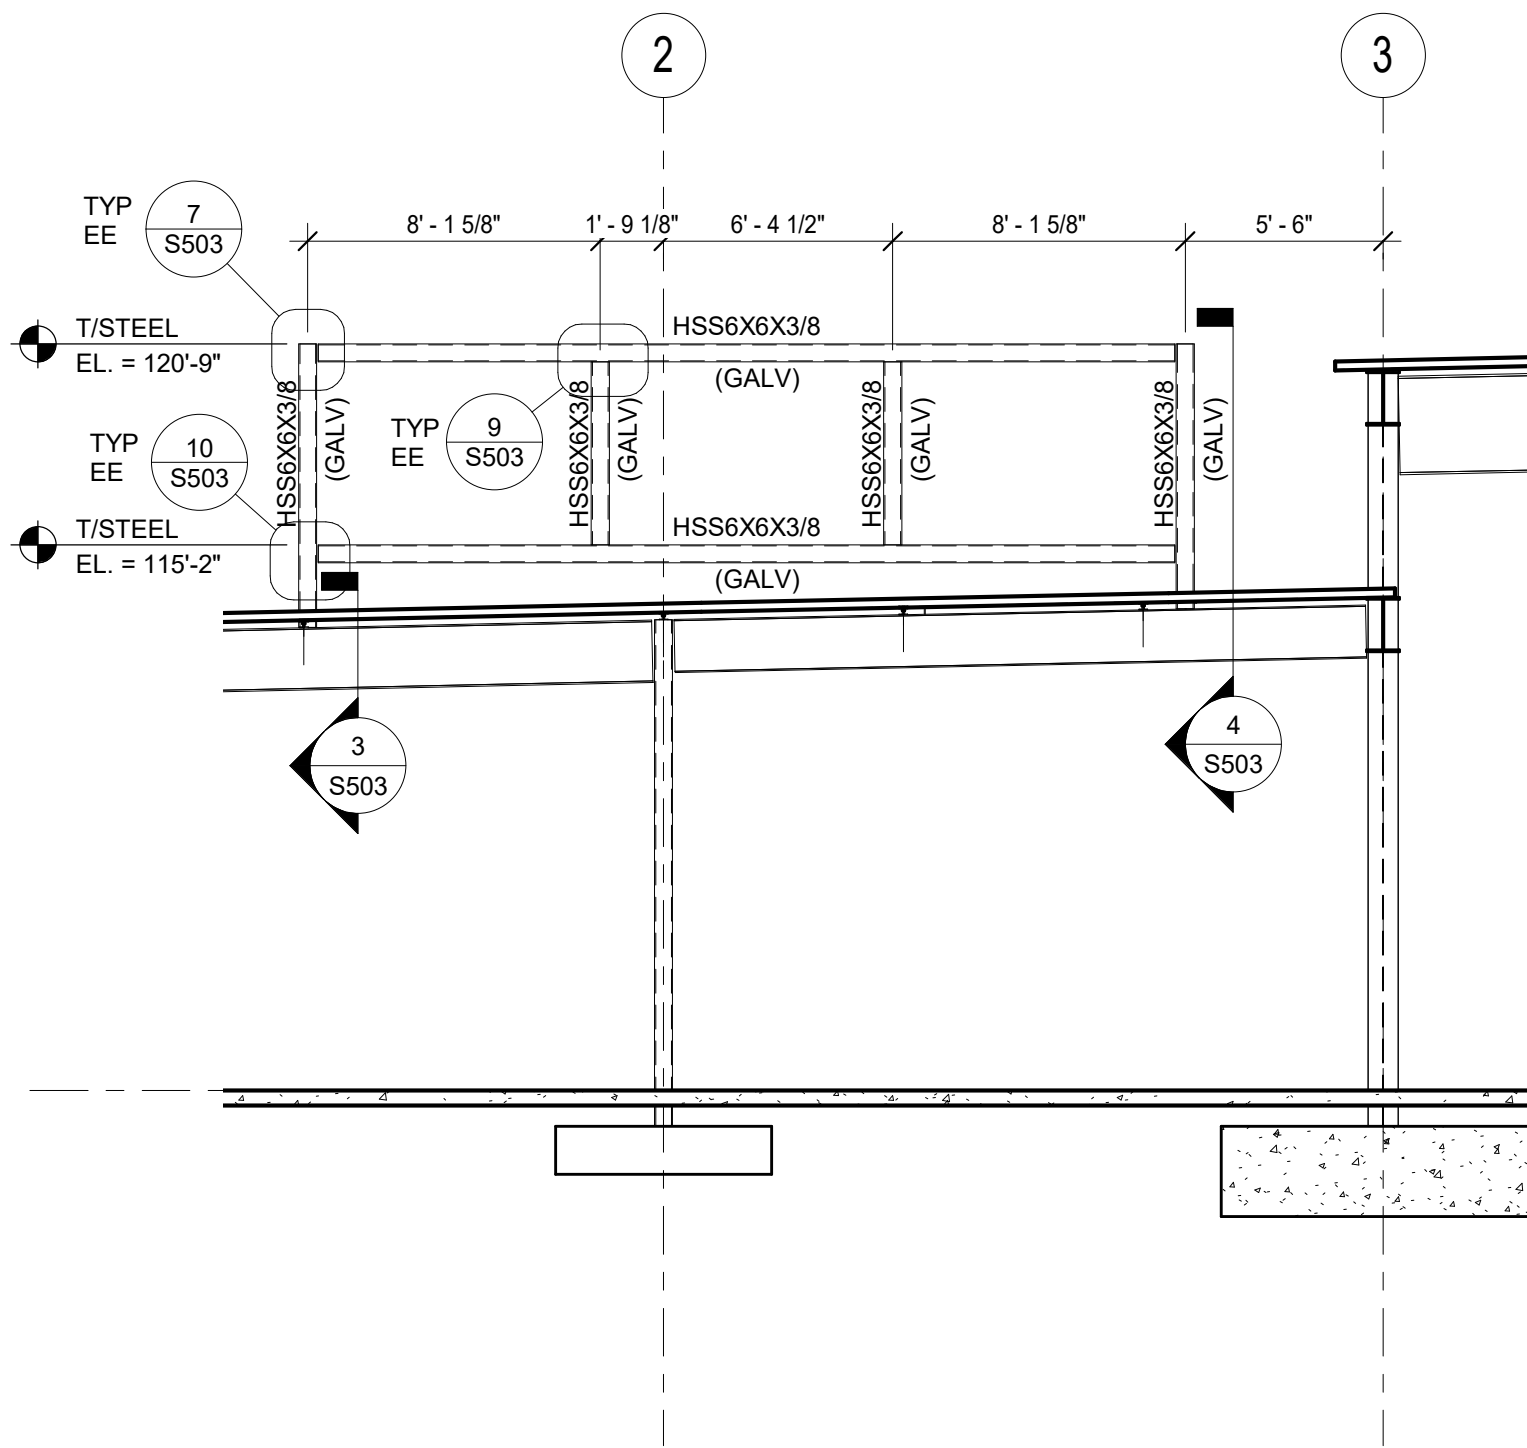 2
3
TYP
EE
7
S503
8' - 1 5/8"
1' - 9 1/8"
6' - 4 1/2"
8' - 1 5/8"
5' - 6"
T/STEEL
EL. = 120'-9"
HSS6X6X3/8
(GALV)
HSS6X6X3/8
(GALV)
HSS6X6X3/8
(GALV)
HSS6X6X3/8
(GALV)
HSS6X6X3/8
(GALV)
TYP
EE
9
S503
TYP
EE
10
S503
T/STEEL
EL. = 115'-2"
HSS6X6X3/8
(GALV)
3
S503
4
S503